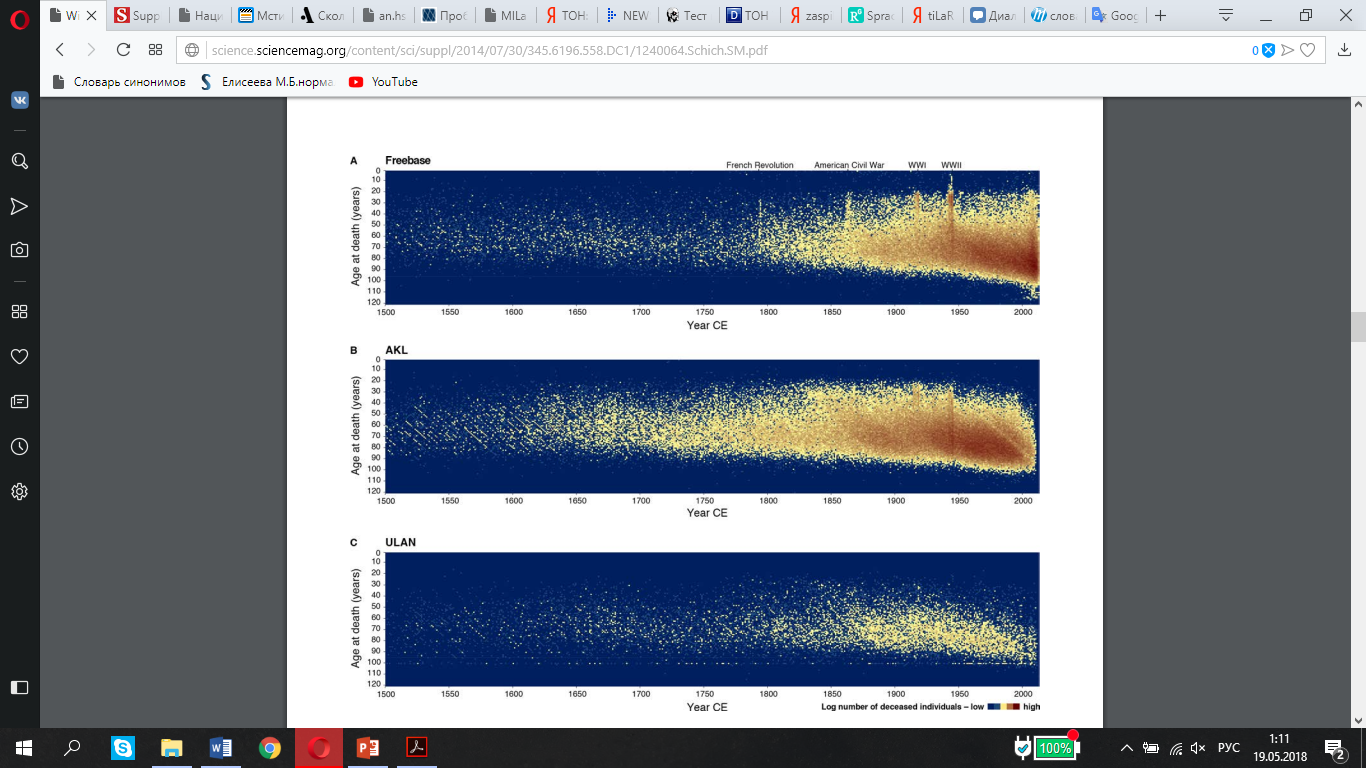 Wi
Supp
Наци
Мсти
Скол
an.hs
Проб
MILa
ТОН
NEW
Тест
ТОН
zaspi
Sprac
tiLaR
Диал
слов
Goog
science.sciencemag.org/content/sci/suppl/2014/07/30/345.6196.558.DC1/1240064.Schich.SM.pdf
0
Словарь синонимов
Елисеева М.Б.норма
YouTube
A Freebase
French Revolution American Civil War WWI WWII
Age at death (years)
0
10
20
30
40
50
60
70
80
90
100
110
120
1500 1550 1600 1650 1700 1750 1800 1850 1900 1950 2000
Year CE
B AKL
Age at death (years)
0
10
20
30
40
50
60
70
80
90
100
110
120
1500 1550 1600 1650 1700 1750 1800 1850 1900 1950 2000
Year CE
C ULAN
Age at death (years)
0
10
20
30
40
50
60
70
80
90
100
110
120
1500 1550 1600 1650 1700 1750 1800 1850 1900 1950 2000
Year CE
Log number of deceased individuals – low high
100%
РУС
1:11
19.05.2018
2